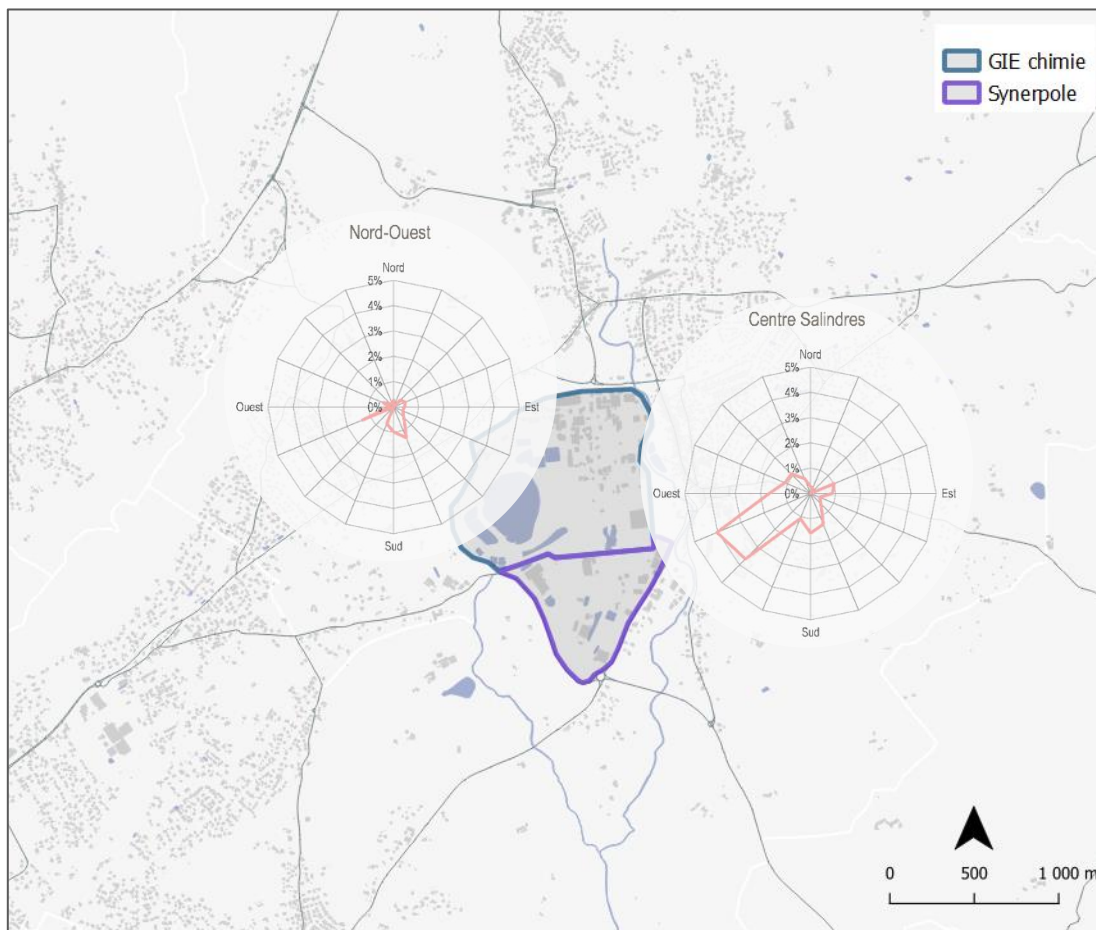 GIE chimie
Synerpole
Nord-Ouest
Nord
5%
4%
3%
2%
1%
0%
Ouest
Est
Sud
Centre Salindres
Nord
5%
4%
3%
2%
1%
0%
Ouest
Est
Sud
0 500 1 000 m